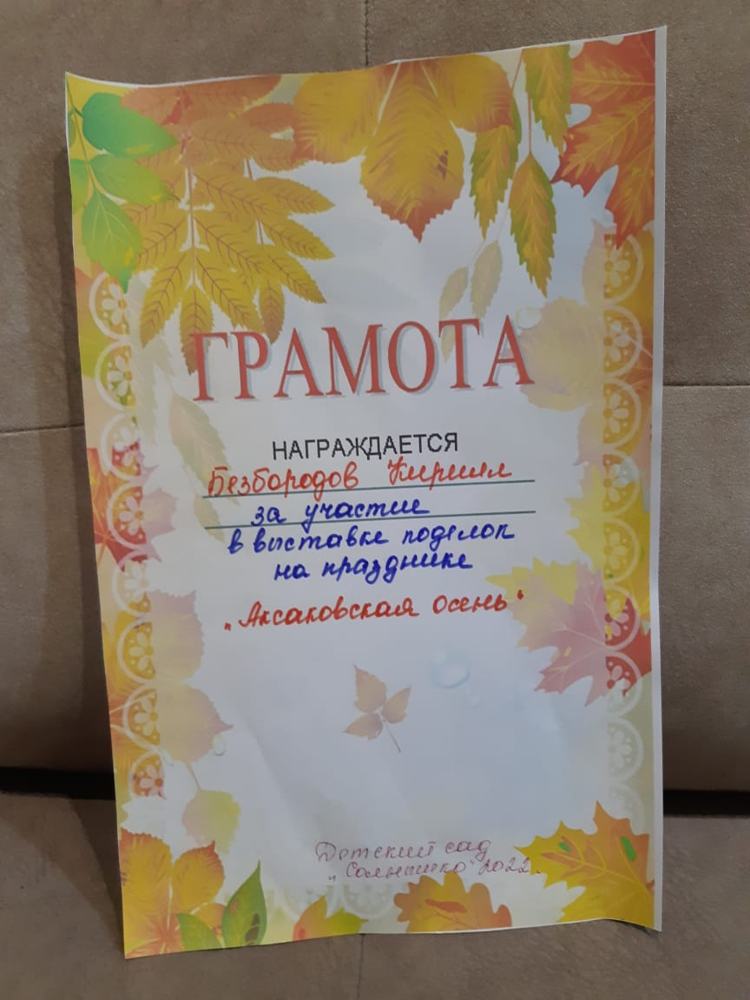 ГРАМОТА
НАГРАЖДАЕТСЯ
Безбородов Кирилл
за участие
в выставке поделок
на празднике
„Аксаковская осень“
Детский сад
„Солнышко“ 2022.